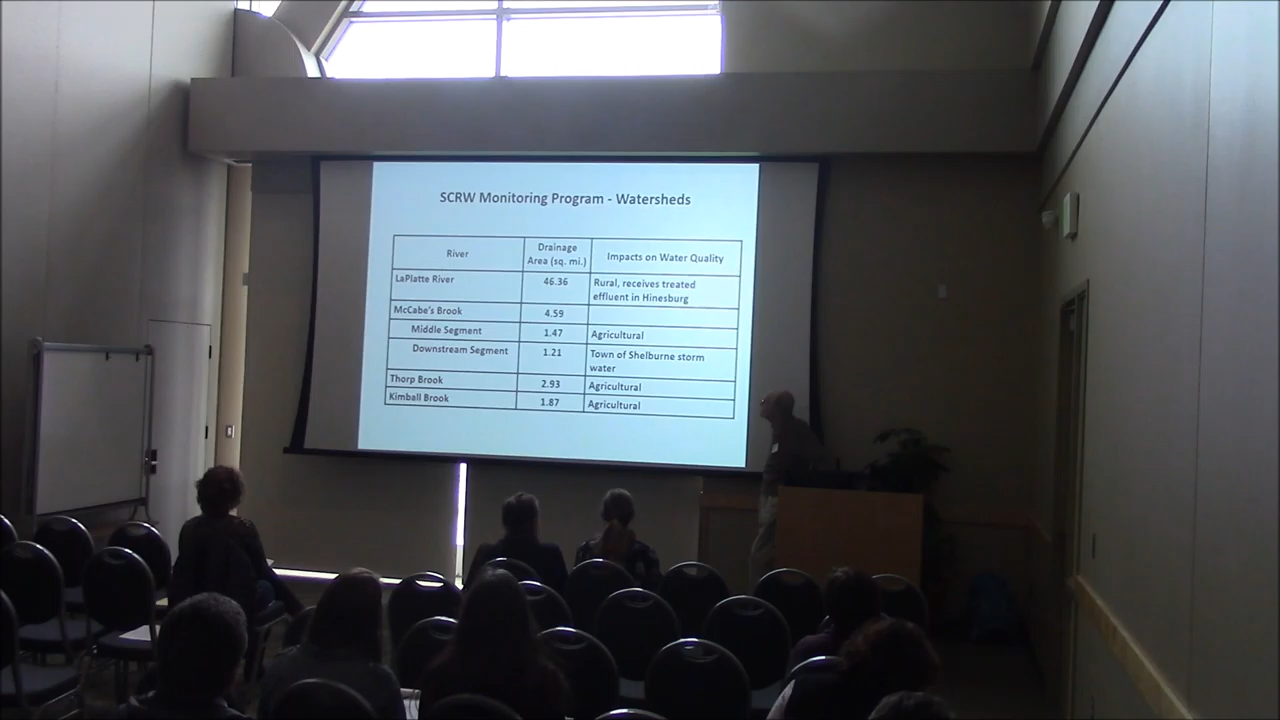 SCRW Monitoring Program - Watersheds
River
Drainage
Area (sq. mi.)
Impacts on Water Quality
LaPlatte River
46.36
Rural, receives treated
effluent in Hinesburg
McCabe's Brook
4.59
Middle Segment
1.47
Agricultural
Downstream Segment
1.21
Town of Shelburne storm
water
Thorp Brook
2.93
Agricultural
Kimball Brook
1.87
Agricultural